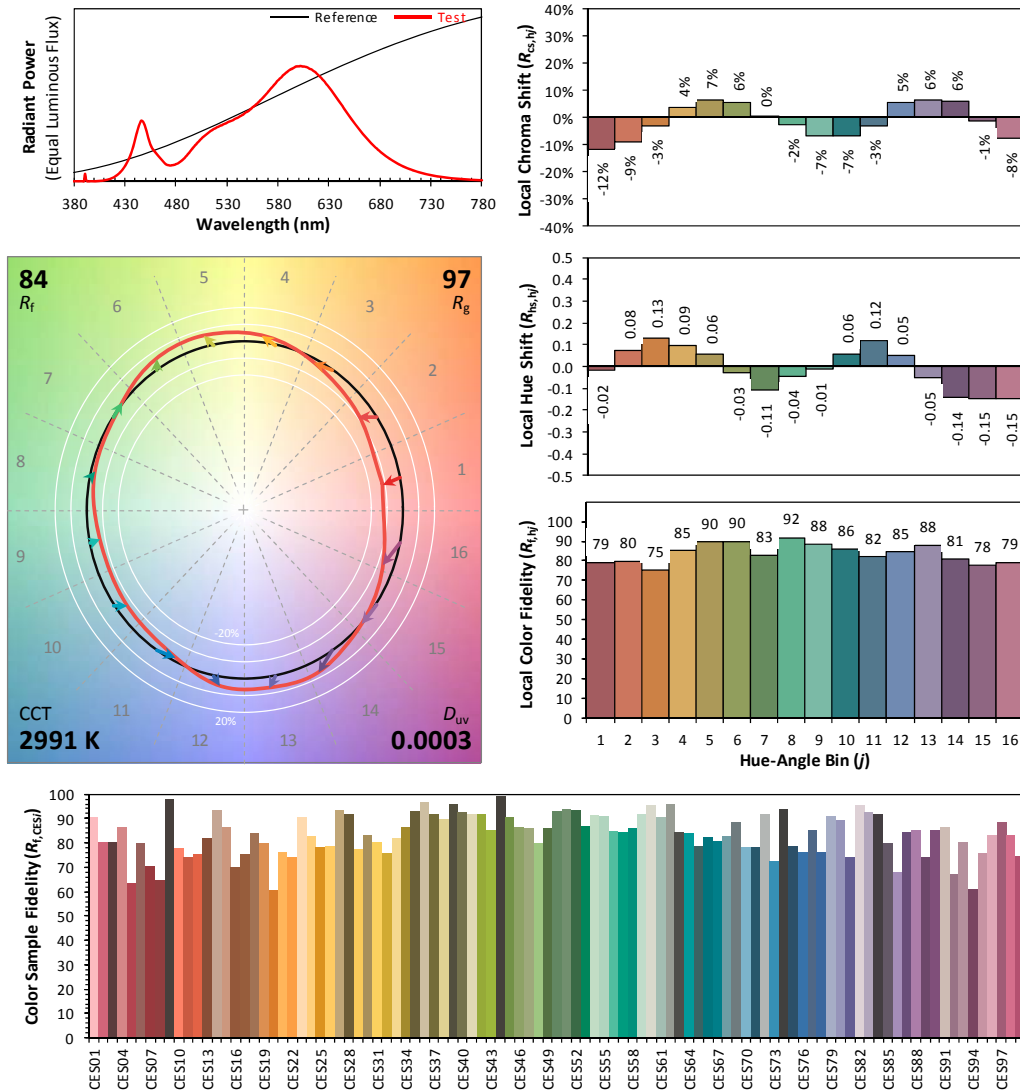 Reference
Test
Radiant Power
(Equal Luminous Flux)
380 430 480 530 580 630 680 730 780
Wavelength (nm)
Local Chroma Shift (Rcs,hj)
40%
30%
20%
10%
0%
-10%
-20%
-30%
-40%
-12% -9% -3% 4% 7% 6% 0% -2% -7% -7% -3% 5% 6% 6% -1% -8%
84
Rf
97
Rg
5 4
6 3
7 2
8 1
9 16
10 15
11 14
12 13
-20%
20%
CCT
2991 K
Duv
0.0003
Local Hue Shift (Rhs,hj)
0.5
0.4
0.3
0.2
0.1
0.0
-0.1
-0.2
-0.3
-0.4
-0.5
-0.02 0.08 0.13 0.09 0.06 -0.03 -0.11 -0.04 -0.01 0.06 0.12 0.05 -0.05 -0.14 -0.15 -0.15
Local Color Fidelity (Rf,hj)
100
90
80
70
60
50
40
30
20
10
0
79 80 75 85 90 90 83 92 88 86 82 85 88 81 78 79
1 2 3 4 5 6 7 8 9 10 11 12 13 14 15 16
Hue-Angle Bin (j)
Color Sample Fidelity (Rf,CESi)
100
90
80
70
60
50
40
30
20
10
0
CES01 CES04 CES07 CES10 CES13 CES16 CES19 CES22 CES25 CES28 CES31 CES34 CES37 CES40 CES43 CES46 CES49 CES52 CES55 CES58 CES61 CES64 CES67 CES70 CES73 CES76 CES79 CES82 CES85 CES88 CES91 CES94 CES97